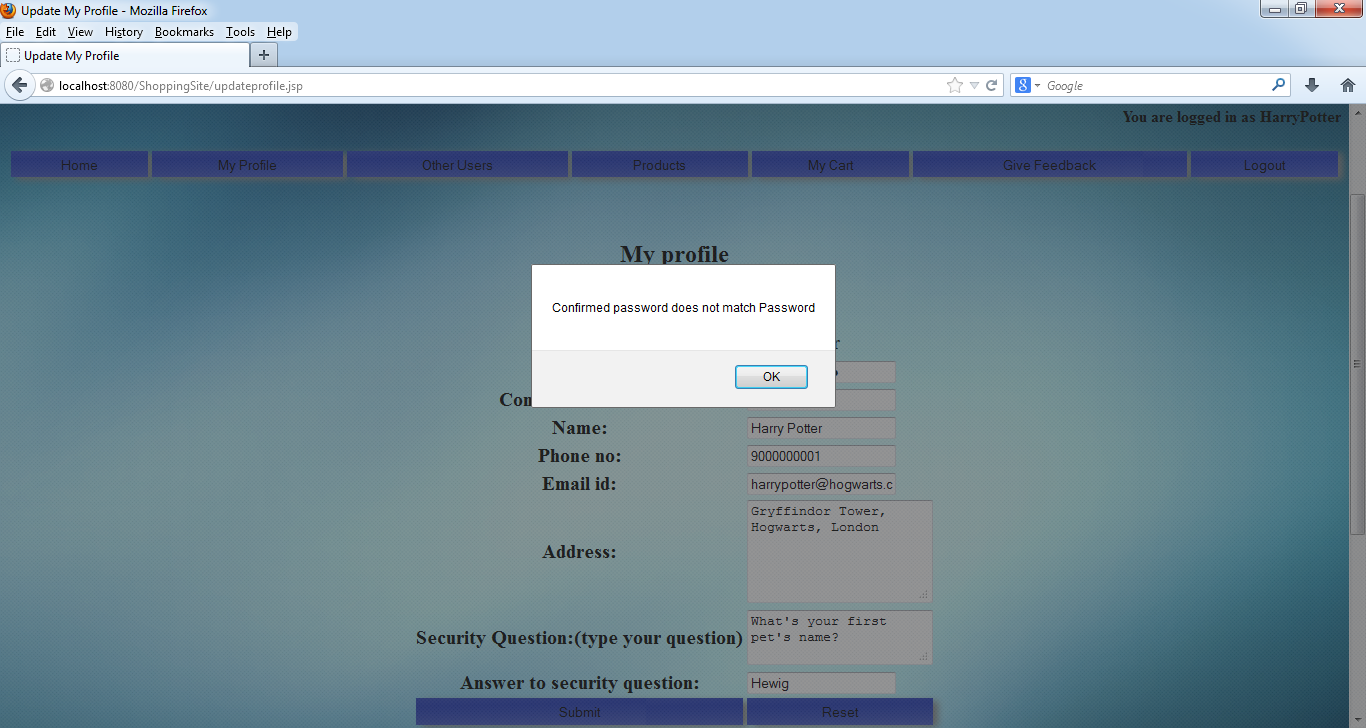 Update My Profile - Mozilla Firefox
File Edit View History Bookmarks Tools Help
Update My Profile
localhost:8080/ShoppingSite/updateprofile.jsp
Google
You are logged in as HarryPotter
Home My Profile Other Users Products My Cart Give Feedback Logout
My profile
Confirmed password does not match Password
OK
Name: Harry Potter
Phone no: 9000000001
Email id: harrypotter@hogwarts.c
Address:
Gryffindor Tower,
Hogwarts, London
Security Question:(type your question)
What's your first
pet's name?
Answer to security question: Hewig
Submit Reset